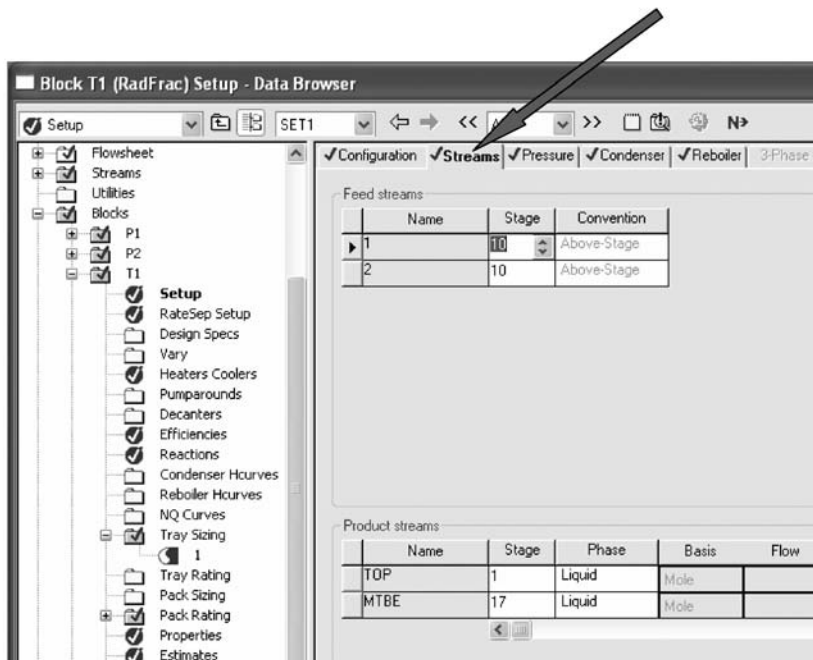 Block T1 (RadFrac) Setup - Data Browser
Setup SET1 << >> N
Flowsheet
Streams
Utilities
Blocks
P1
P2
T1
Setup
RateSep Setup
Design Specs
Vary
Heaters Coolers
Pumparounds
Decanters
Efficiencies
Reactions
Condenser Hcurves
Reboiler Hcurves
NQ Curves
Tray Sizing
1
Tray Rating
Pack Sizing
Pack Rating
Properties
Estimates
Configuration Streams Pressure Condenser Reboiler 3-Phase
Feed streams
Name Stage Convention
1 10 Above-Stage
2 10 Above-Stage
Product streams
Name Stage Phase Basis Flow
TOP 1 Liquid Mole
MTBE 17 Liquid Mole